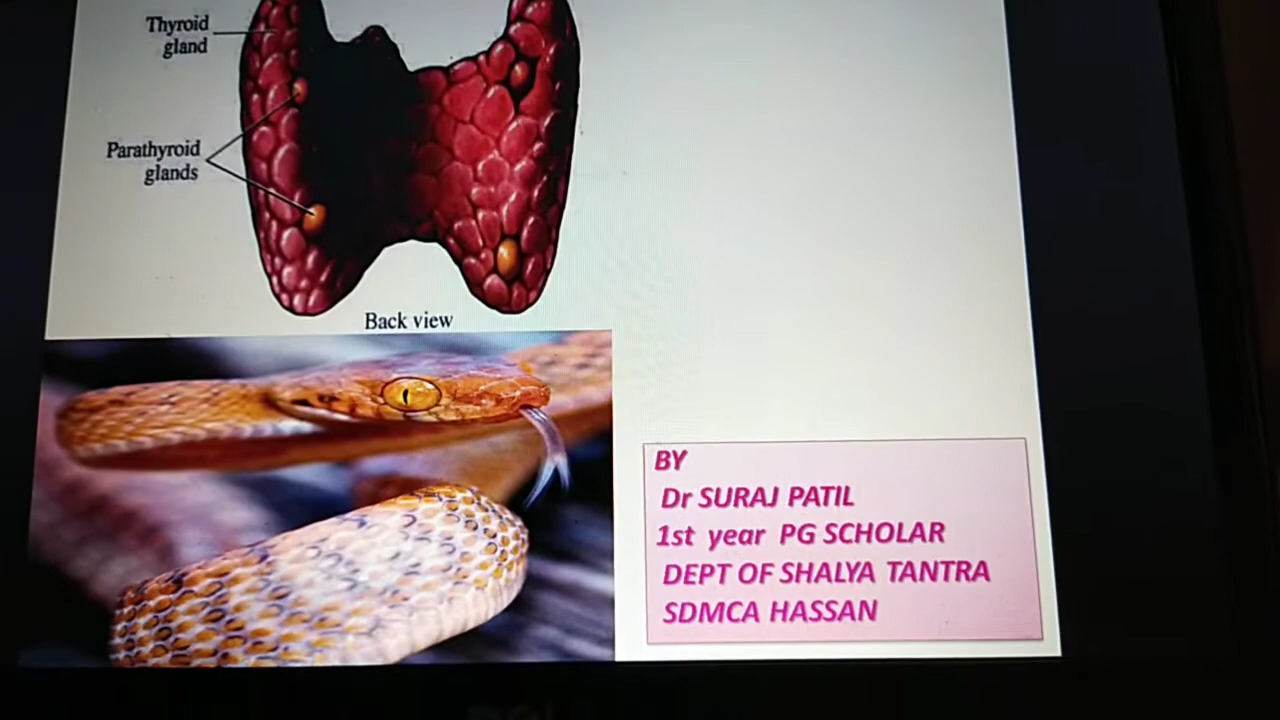 Thyroid
gland
Parathyroid
glands
Back view
BY
Dr SURAJ PATIL
1st year PG SCHOLAR
DEPT OF SHALYA TANTRA
SDMCA HASSAN